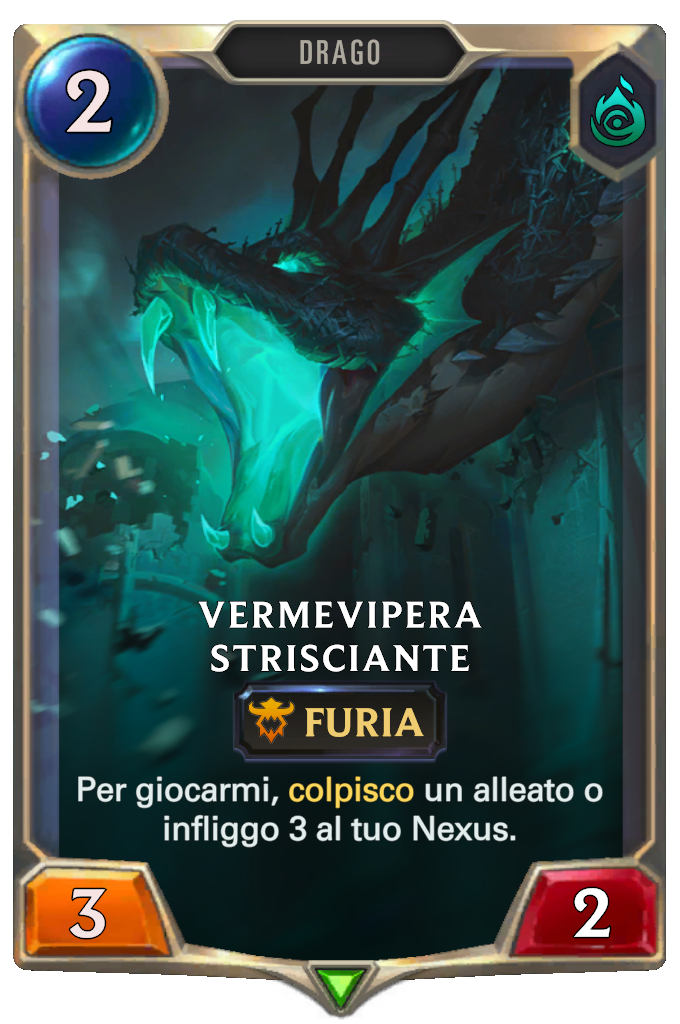 DRAGO
2
VERMEVIPERA
STRISCIANTE
FURIA
Per giocarmi, colpisco un alleato o
infliggo 3 al tuo Nexus.
3
2